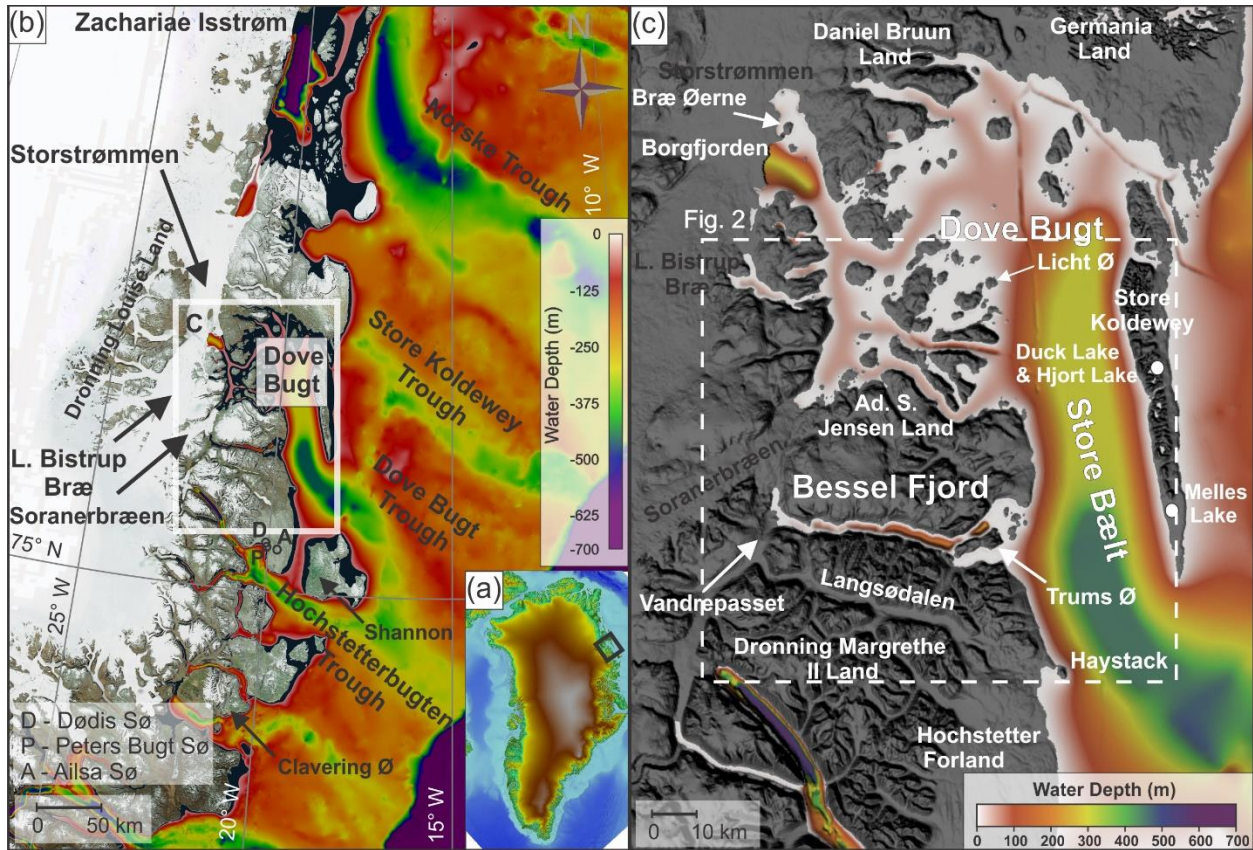 (b)
Zachariae Isstrøm
N
Norske Trough
10° W
Storstrømmen
Water Depth (m)
0
-125
-250
-375
-500
-625
-700
Dronning Louise Land
C
Dove
Bugt
Store Koldewey
Trough
Dove Bugt
Trough
L. Bistrup
Bræ
Soranerbræen
75° N
D
A
P
25° W
Hochstetterbugten
Trough
Shannon
Clavering Ø
D - Dødis Sø
P - Peters Bugt Sø
A - Ailsa Sø
0 50 km
20° W
15° W
(a)
(c)
Daniel Bruun
Land
Germania
Land
Storstrømmen
Bræ Øerne
Borgfjorden
Fig. 2
Dove Bugt
L. Bistrup
Bræ
Licht Ø
Store
Koldewey
Duck Lake
& Hjort Lake
Ad. S.
Jensen Land
Store Bælt
Soranerbræen
Bessel Fjord
Melles
Lake
Vandrepasset
Langsødalen
Trums Ø
Dronning Margrethe
II Land
Haystack
Hochstetter
Forland
0 10 km
Water Depth (m)
0 100 200 300 400 500 600 700